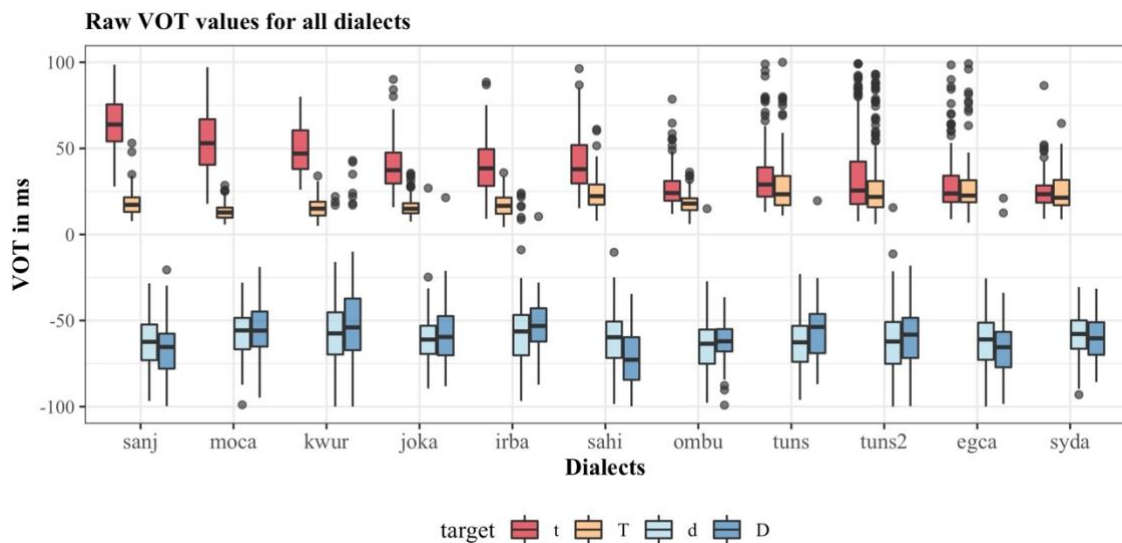 Raw VOT values for all dialects
100
50
0
-50
-100
VOT in ms
sanj moca kwur joka irba sahi ombu tuns tuns2 egca syda
Dialects
target t T d D